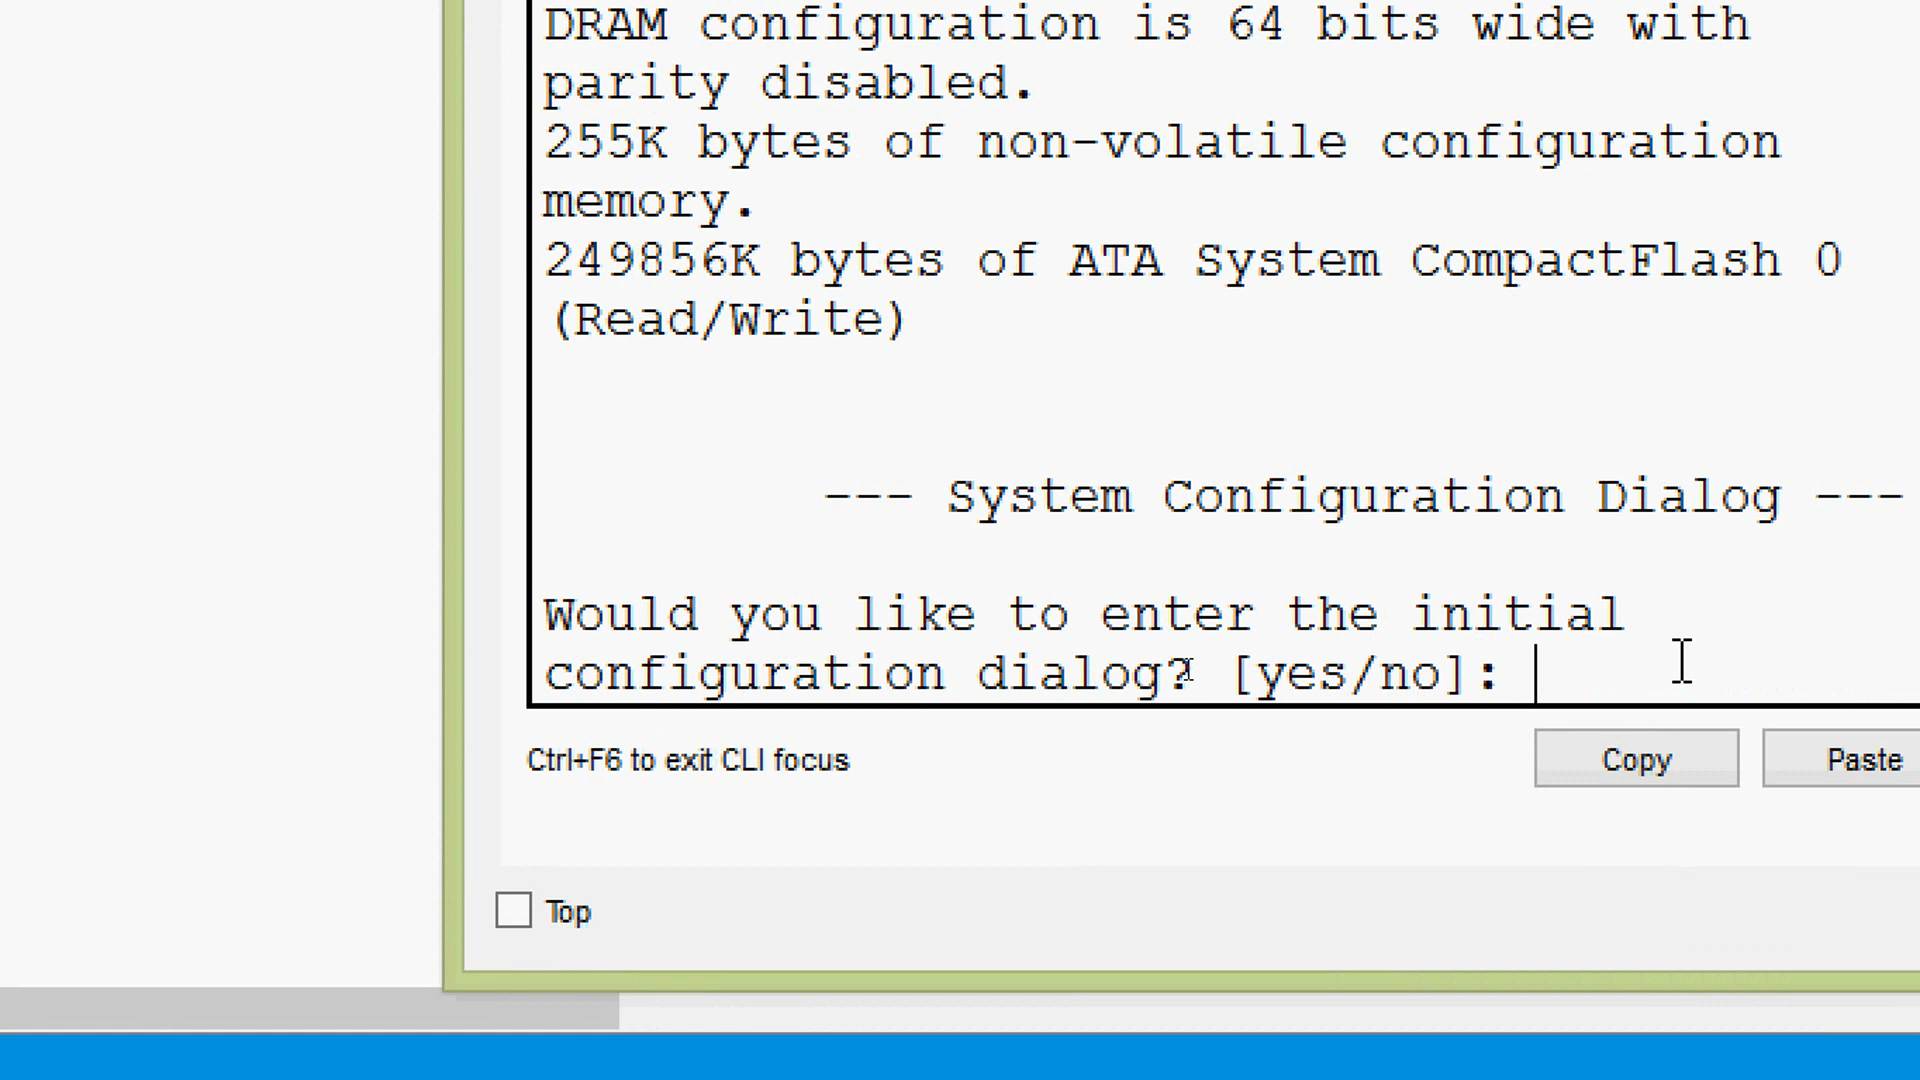 DRAM configuration is 64 bits wide with
parity disabled.
255K bytes of non-volatile configuration
memory.
249856K bytes of ATA System CompactFlash 0
(Read/Write)
--- System Configuration Dialog ---
Would you like to enter the initial
configuration dialog? [yes/no]:
Ctrl+F6 to exit CLI focus
Copy
Paste
Top